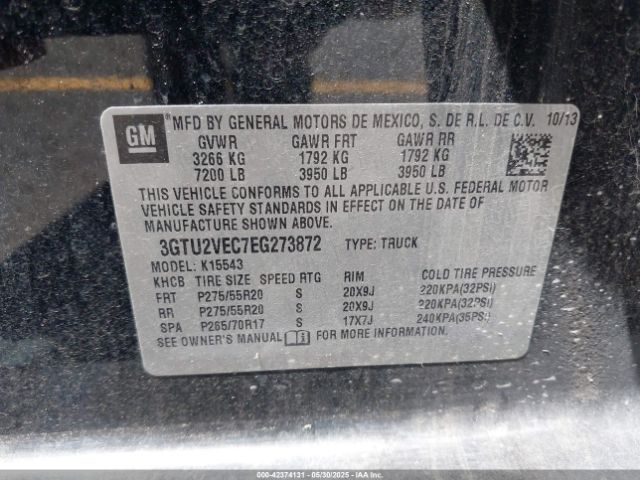 GM ® MFD BY GENERAL MOTORS DE MEXICO, S. DE R.L. DE C.V. 10/13
GVWR GAWR FRT GAWR RR
3266 KG 1792 KG 1792 KG
7200 LB 3950 LB 3950 LB
THIS VEHICLE CONFORMS TO ALL APPLICABLE U.S. FEDERAL MOTOR
VEHICLE SAFETY STANDARDS IN EFFECT ON THE DATE OF
MANUFACTURE SHOWN ABOVE.
3GTU2VEC7EG273872 TYPE: TRUCK
MODEL: K15543
KHCB TIRE SIZE SPEED RTG RIM COLD TIRE PRESSURE
FRT P275/55R20 S 20X9J 220KPA(32PSI)
RR P275/55R20 S 20X9J 220KPA(32PSI)
SPA P265/70R17 S 17X7J 240KPA(35PSI)
SEE OWNER'S MANUAL FOR MORE INFORMATION.
000-42374131 - 05/30/2025 - IAA, Inc.